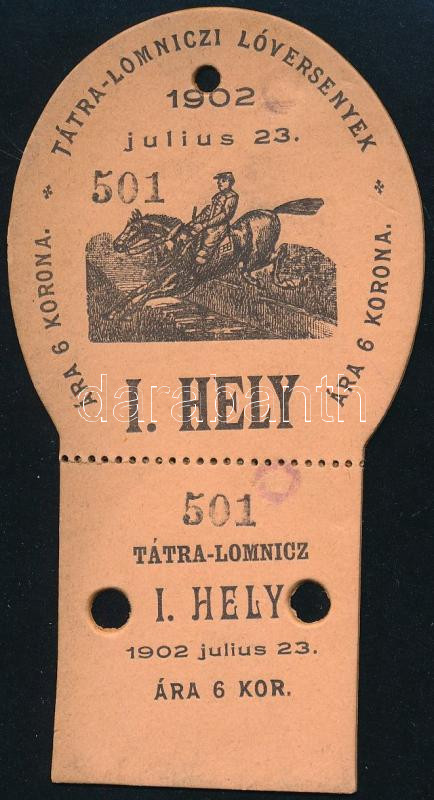 TÁTRA-LOMNICZI LÓVERSENYEK
1902
julius 23.
501
* ÁRA 6 KORONA.
* ÁRA 6 KORONA.
I. HELY
darabanth
501
TÁTRA-LOMNICZ
I. HELY
1902 julius 23.
ÁRA 6 KOR.